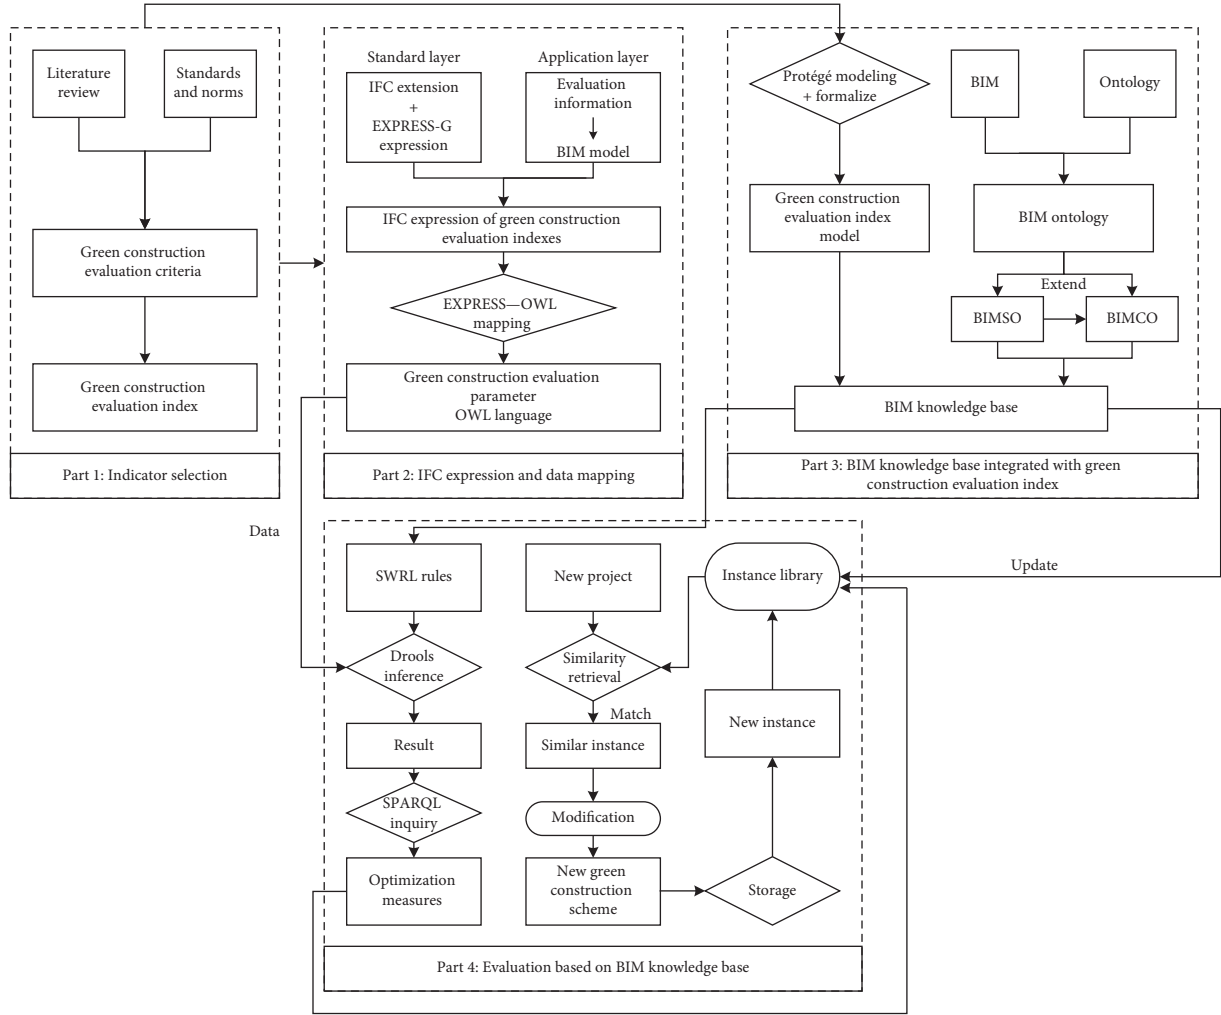 Literature
review
Standards
and norms
Green construction
evaluation criteria
Green construction
evaluation index
Part 1: Indicator selection
Standard layer
Application layer
IFC extension
+
EXPRESS-G
expression
Evaluation
information
BIM model
IFC expression of green construction
evaluation indexes
EXPRESS—OWL
mapping
Green construction evaluation
parameter
OWL language
Part 2: IFC expression and data mapping
Protégé modeling
+ formalize
BIM
Ontology
Green construction
evaluation index
model
BIM ontology
Extend
BIMSO
BIMCO
BIM knowledge base
Part 3: BIM knowledge base integrated with green
construction evaluation index
Data
Update
SWRL rules
New project
Instance library
Drools
inference
Similarity
retrieval
Match
Result
Similar instance
New instance
SPARQL
inquiry
Modification
Optimization
measures
New green
construction
scheme
Storage
Part 4: Evaluation based on BIM knowledge base